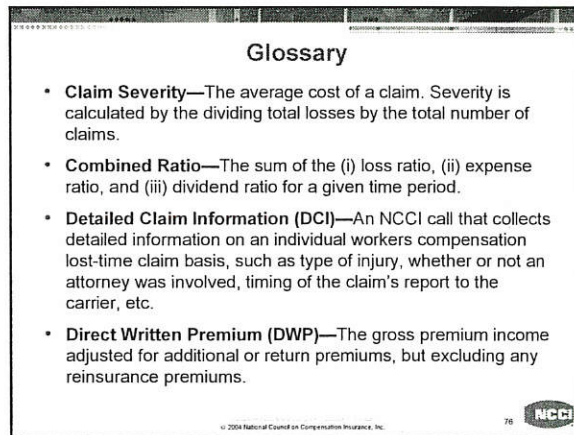 Glossary
• Claim Severity—The average cost of a claim. Severity is
calculated by the dividing total losses by the total number of
claims.
• Combined Ratio—The sum of the (i) loss ratio, (ii) expense
ratio, and (iii) dividend ratio for a given time period.
• Detailed Claim Information (DCI)—An NCCI call that collects
detailed information on an individual workers compensation
lost-time claim basis, such as type of injury, whether or not an
attorney was involved, timing of the claim's report to the
carrier, etc.
• Direct Written Premium (DWP)—The gross premium income
adjusted for additional or return premiums, but excluding any
reinsurance premiums.
© 2004 National Council on Compensation Insurance, Inc.
76
NCCI